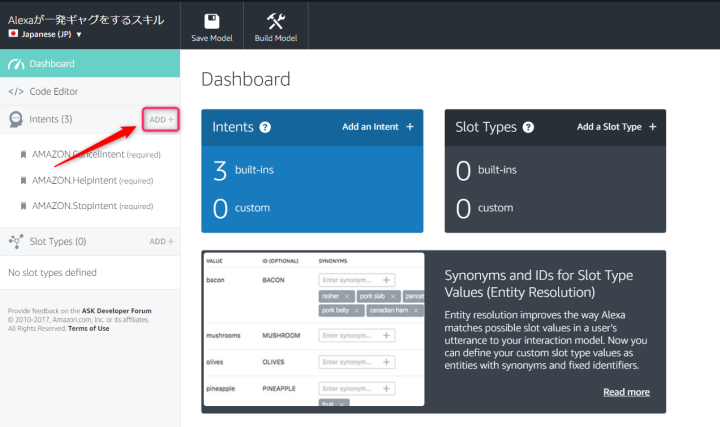 Alexaが一発ギャグをするスキル
Japanese (JP) ▼
Save Model
Build Model
Dashboard
</> Code Editor
Intents (3) ADD +
AMAZON.CancelIntent (required)
AMAZON.HelpIntent (required)
AMAZON.StopIntent (required)
Slot Types (0) ADD +
No slot types defined
Provide feedback on the ASK Developer Forum
© 2010-2017, Amazon.com, Inc. or its affiliates.
All Rights Reserved. Terms of Use
Dashboard
Intents ? Add an Intent +
3 built-ins
0 custom
Slot Types ? Add a Slot Type +
0 built-ins
0 custom
VALUE ID (OPTIONAL) SYNONYMS
bacon BACON Enter synonym... +
rasher × pork slab ×
pork belly × canadian ham ×
mushrooms MUSHROOM Enter synonym... +
olives OLIVES Enter synonym... +
pineapple PINEAPPLE Enter synonym... +
fruit ×
Synonyms and IDs for Slot Type
Values (Entity Resolution)
Entity resolution improves the way Alexa
matches possible slot values in a user's
utterance to your interaction model. Now you
can define your custom slot type values as
entities with synonyms and fixed identifiers.
Read more